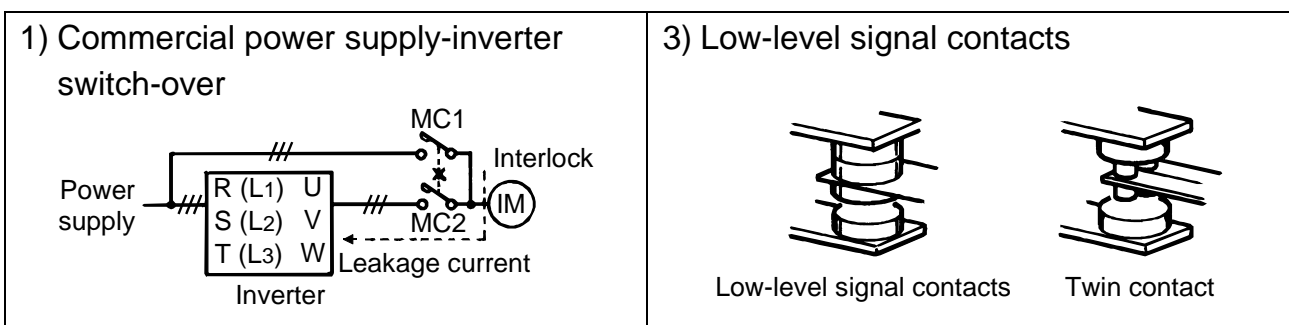 1) Commercial power supply-inverter
switch-over
MC1
Interlock
Power
supply
R (L1) U
S (L2) V
T (L3) W
MC2
IM
Leakage current
Inverter
3) Low-level signal contacts
Low-level signal contacts
Twin contact